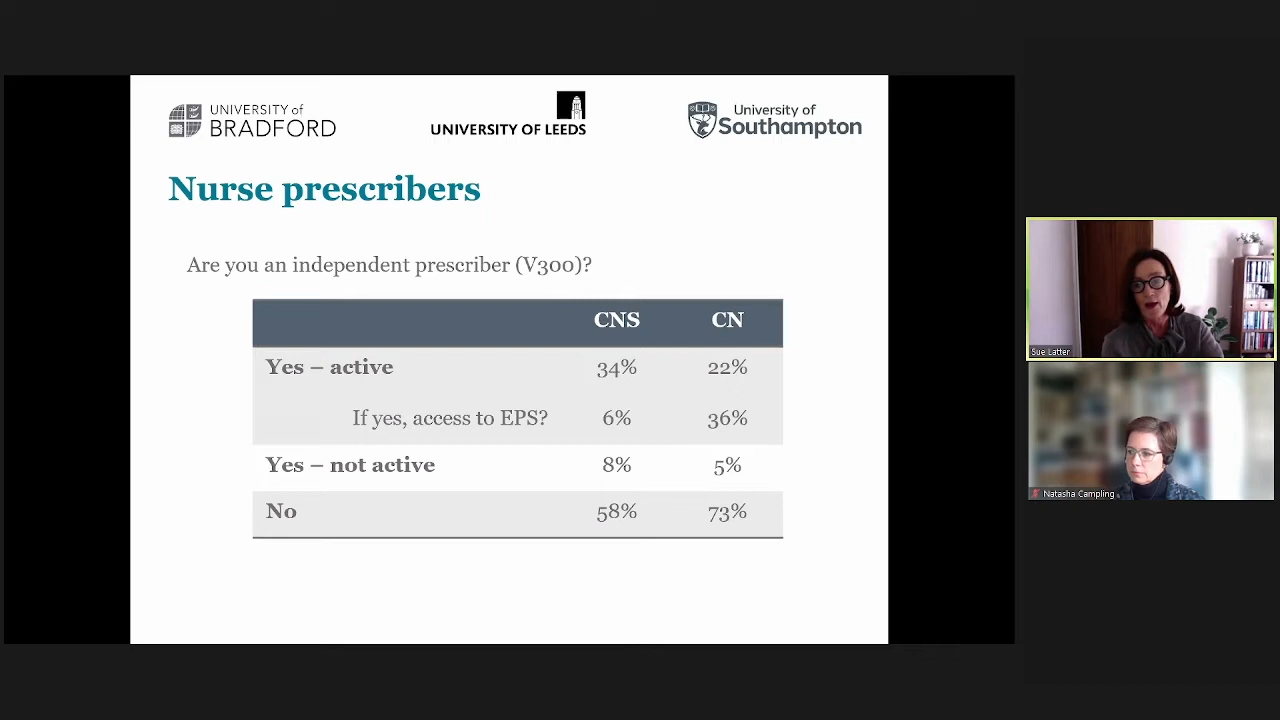 UNIVERSITY of
BRADFORD
UNIVERSITY OF LEEDS
University of
Southampton
Nurse prescribers
Are you an independent prescriber (V300)?
CNS CN
Yes – active 34% 22%
If yes, access to EPS? 6% 36%
Yes – not active 8% 5%
No 58% 73%
Sue Latter
Natasha Campling